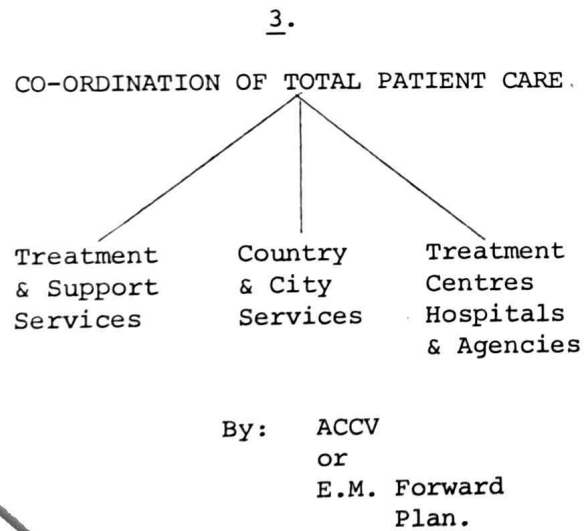 3.
CO-ORDINATION OF TOTAL PATIENT CARE.
Treatment
& Support
Services
Country
& City
Services
Treatment
Centres
Hospitals
& Agencies
By: ACCV
or
E.M. Forward
Plan.